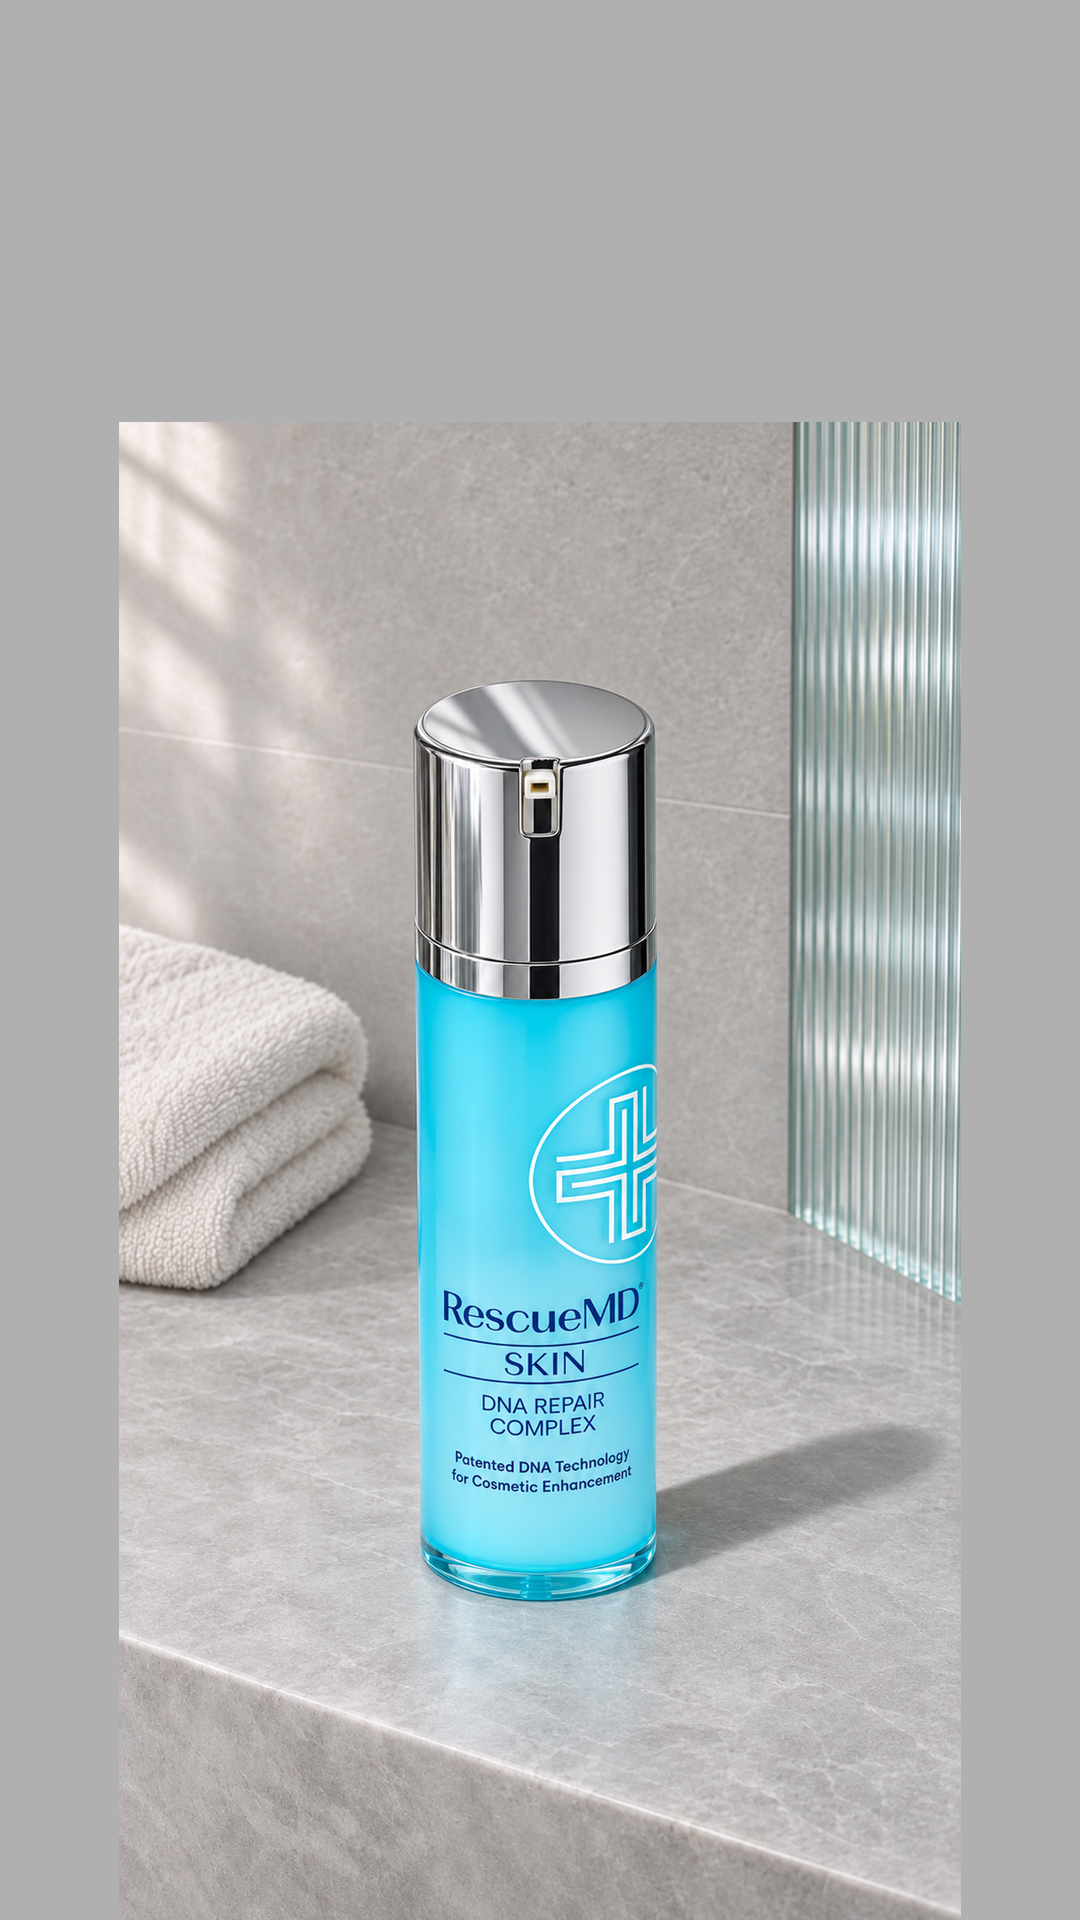 RescueMD®
SKIN
DNA REPAIR
COMPLEX
Patented DNA Technology
for Cosmetic Enhancement